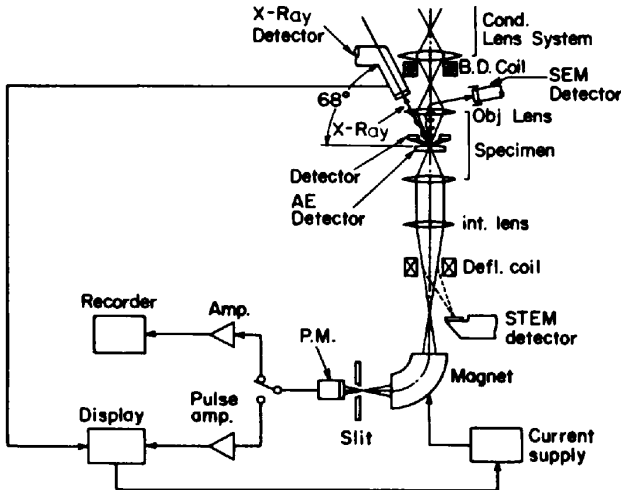 X-Ray
Detector
Cond.
Lens System
B.D. Coil
SEM
Detector
68°
X-Ray
Obj Lens
Specimen
Detector
AE
Detector
int. lens
Defl. coil
STEM
detector
Recorder
Amp.
P.M.
Magnet
Pulse
amp.
Display
Slit
Current
supply